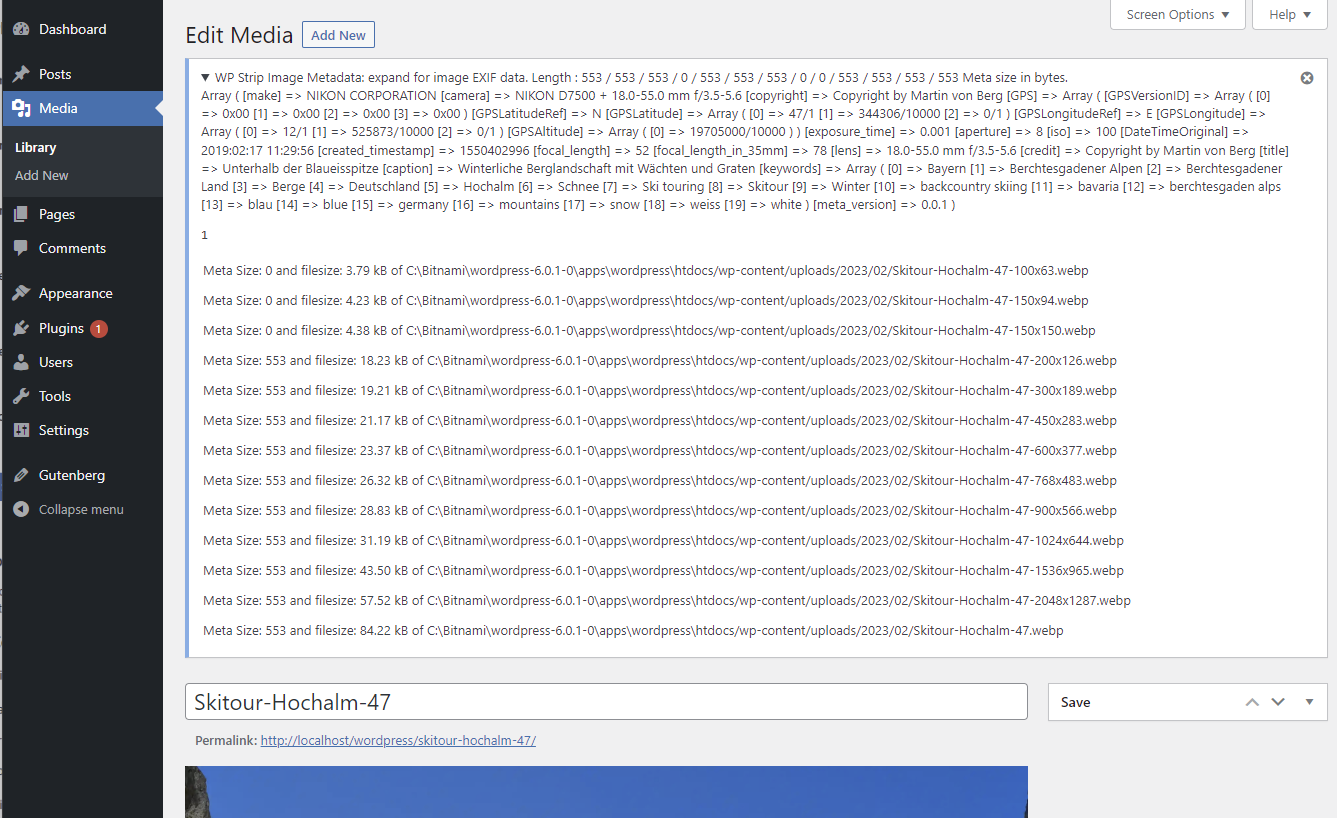 Screen Options ▼
Help ▼
Dashboard
Posts
Media
Library
Add New
Pages
Comments
Appearance
Plugins 1
Users
Tools
Settings
Gutenberg
Collapse menu
Edit Media Add New
▼ WP Strip Image Metadata: expand for image EXIF data. Length : 553 / 553 / 553 / 0 / 553 / 553 / 553 / 0 / 0 / 553 / 553 / 553 / 553 Meta size in bytes.
Array ( [make] => NIKON CORPORATION [camera] => NIKON D7500 + 18.0-55.0 mm f/3.5-5.6 [copyright] => Copyright by Martin von Berg [GPS] => Array ( [GPSVersionID] => Array ( [0]
=> 0x00 [1] => 0x00 [2] => 0x00 [3] => 0x00 ) [GPSLatitudeRef] => N [GPSLatitude] => Array ( [0] => 47/1 [1] => 344306/10000 [2] => 0/1 ) [GPSLongitudeRef] => E [GPSLongitude] =>
Array ( [0] => 12/1 [1] => 525873/10000 [2] => 0/1 ) [GPSAltitude] => Array ( [0] => 19705000/10000 ) ) [exposure_time] => 0.001 [aperture] => 8 [iso] => 100 [DateTimeOriginal] =>
2019:02:17 11:29:56 [created_timestamp] => 1550402996 [focal_length] => 52 [focal_length_in_35mm] => 78 [lens] => 18.0-55.0 mm f/3.5-5.6 [credit] => Copyright by Martin von Berg [title]
=> Unterhalb der Blaueisspitze [caption] => Winterliche Berglandschaft mit Wächten und Graten [keywords] => Array ( [0] => Bayern [1] => Berchtesgadener Alpen [2] => Berchtesgadener
Land [3] => Berge [4] => Deutschland [5] => Hochalm [6] => Schnee [7] => Ski touring [8] => Skitour [9] => Winter [10] => backcountry skiing [11] => bavaria [12] => berchtesgaden alps
[13] => blau [14] => blue [15] => germany [16] => mountains [17] => snow [18] => weiss [19] => white ) [meta_version] => 0.0.1 )
1
Meta Size: 0 and filesize: 3.79 kB of C:\Bitnami\wordpress-6.0.1-0\apps\wordpress\htdocs/wp-content/uploads/2023/02/Skitour-Hochalm-47-100x63.webp
Meta Size: 0 and filesize: 4.23 kB of C:\Bitnami\wordpress-6.0.1-0\apps\wordpress\htdocs/wp-content/uploads/2023/02/Skitour-Hochalm-47-150x94.webp
Meta Size: 0 and filesize: 4.38 kB of C:\Bitnami\wordpress-6.0.1-0\apps\wordpress\htdocs/wp-content/uploads/2023/02/Skitour-Hochalm-47-150x150.webp
Meta Size: 553 and filesize: 18.23 kB of C:\Bitnami\wordpress-6.0.1-0\apps\wordpress\htdocs/wp-content/uploads/2023/02/Skitour-Hochalm-47-200x126.webp
Meta Size: 553 and filesize: 19.21 kB of C:\Bitnami\wordpress-6.0.1-0\apps\wordpress\htdocs/wp-content/uploads/2023/02/Skitour-Hochalm-47-300x189.webp
Meta Size: 553 and filesize: 21.17 kB of C:\Bitnami\wordpress-6.0.1-0\apps\wordpress\htdocs/wp-content/uploads/2023/02/Skitour-Hochalm-47-450x283.webp
Meta Size: 553 and filesize: 23.37 kB of C:\Bitnami\wordpress-6.0.1-0\apps\wordpress\htdocs/wp-content/uploads/2023/02/Skitour-Hochalm-47-600x377.webp
Meta Size: 553 and filesize: 26.32 kB of C:\Bitnami\wordpress-6.0.1-0\apps\wordpress\htdocs/wp-content/uploads/2023/02/Skitour-Hochalm-47-768x483.webp
Meta Size: 553 and filesize: 28.83 kB of C:\Bitnami\wordpress-6.0.1-0\apps\wordpress\htdocs/wp-content/uploads/2023/02/Skitour-Hochalm-47-900x566.webp
Meta Size: 553 and filesize: 31.19 kB of C:\Bitnami\wordpress-6.0.1-0\apps\wordpress\htdocs/wp-content/uploads/2023/02/Skitour-Hochalm-47-1024x644.webp
Meta Size: 553 and filesize: 43.50 kB of C:\Bitnami\wordpress-6.0.1-0\apps\wordpress\htdocs/wp-content/uploads/2023/02/Skitour-Hochalm-47-1536x965.webp
Meta Size: 553 and filesize: 57.52 kB of C:\Bitnami\wordpress-6.0.1-0\apps\wordpress\htdocs/wp-content/uploads/2023/02/Skitour-Hochalm-47-2048x1287.webp
Meta Size: 553 and filesize: 84.22 kB of C:\Bitnami\wordpress-6.0.1-0\apps\wordpress\htdocs/wp-content/uploads/2023/02/Skitour-Hochalm-47.webp
Skitour-Hochalm-47
Save
Permalink: http://localhost/wordpress/skitour-hochalm-47/